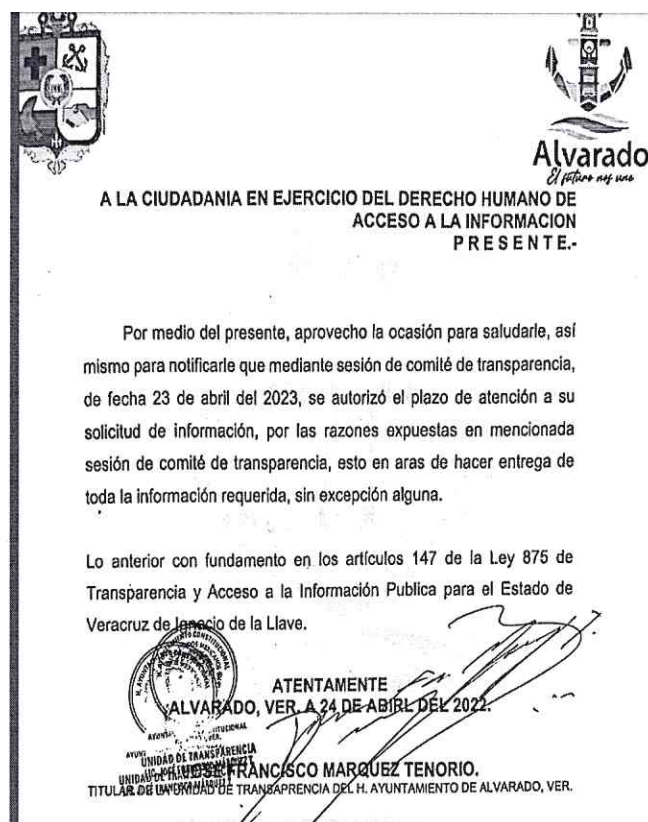 Alvarado
El futuro nos une
A LA CIUDADANIA EN EJERCICIO DEL DERECHO HUMANO DE
ACCESO A LA INFORMACION
P R E S E N T E.-
Por medio del presente, aprovecho la ocasión para saludarle, así
mismo para notificarle que mediante sesión de comité de transparencia,
de fecha 23 de abril del 2023, se autorizó el plazo de atención a su
solicitud de información, por las razones expuestas en mencionada
sesión de comité de transparencia, esto en aras de hacer entrega de
toda la información requerida, sin excepción alguna.
Lo anterior con fundamento en los artículos 147 de la Ley 875 de
Transparencia y Acceso a la Información Publica para el Estado de
Veracruz de Ignacio de la Llave.
ATENTAMENTE
ALVARADO, VER. A 24 DE ABIRL DEL 2022.
UNIDAD DE TRANSPARENCIA
JOSE FRANCISCO MARQUEZ TENORIO.
TITULAR DE LA UNIDAD DE TRANSAPRENCIA DEL H. AYUNTAMIENTO DE ALVARADO, VER.